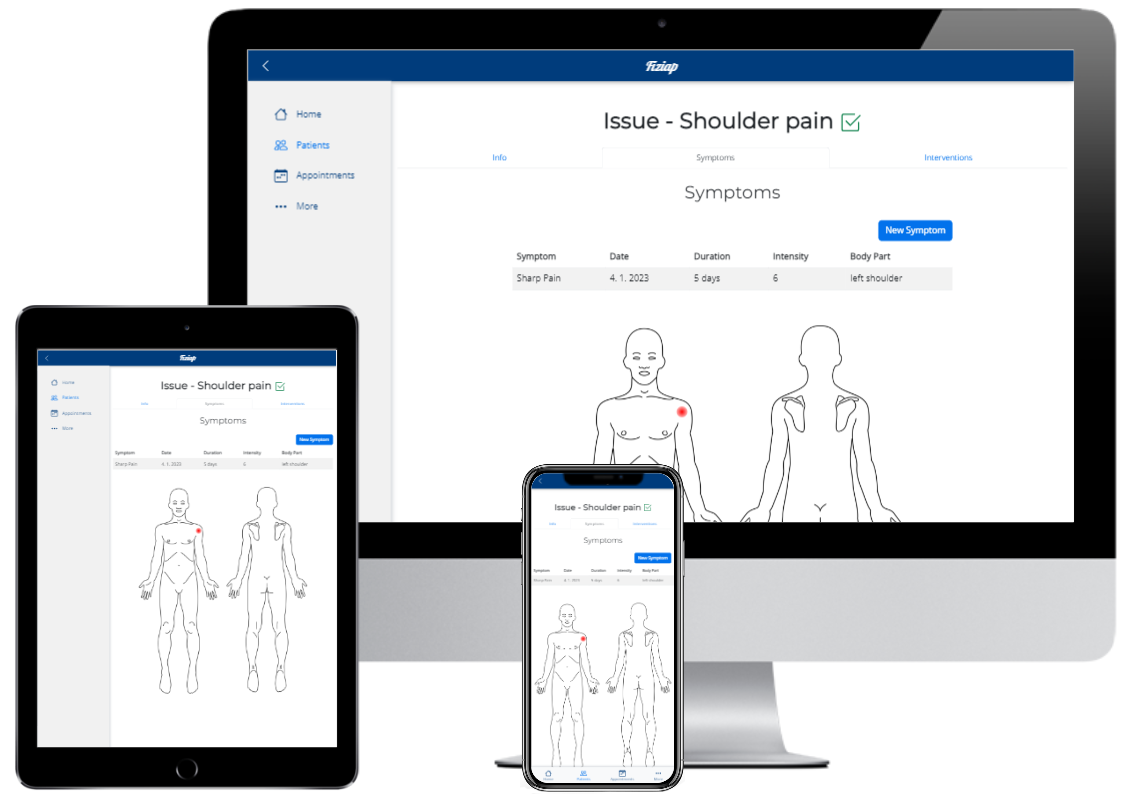 Fiziap
Home
Patients
Appointments
More
Issue - Shoulder pain
Info Symptoms Interventions
Symptoms
New Symptom
Symptom Date Duration Intensity Body Part
Sharp Pain 4. 1. 2023 5 days 6 left shoulder
Fiziap
Home
Patients
Appointments
More
Issue - Shoulder pain
Info Symptoms Interventions
Symptoms
New Symptom
Symptom Date Duration Intensity Body Part
Sharp Pain 4. 1. 2023 5 days 6 left shoulder
Issue - Shoulder pain
Info Symptoms Interventions
Symptoms
New Symptom
Symptom Date Duration Intensity Body Part
Sharp Pain 4. 1. 2023 5 days 6 left shoulder
Home Patients Appointments More